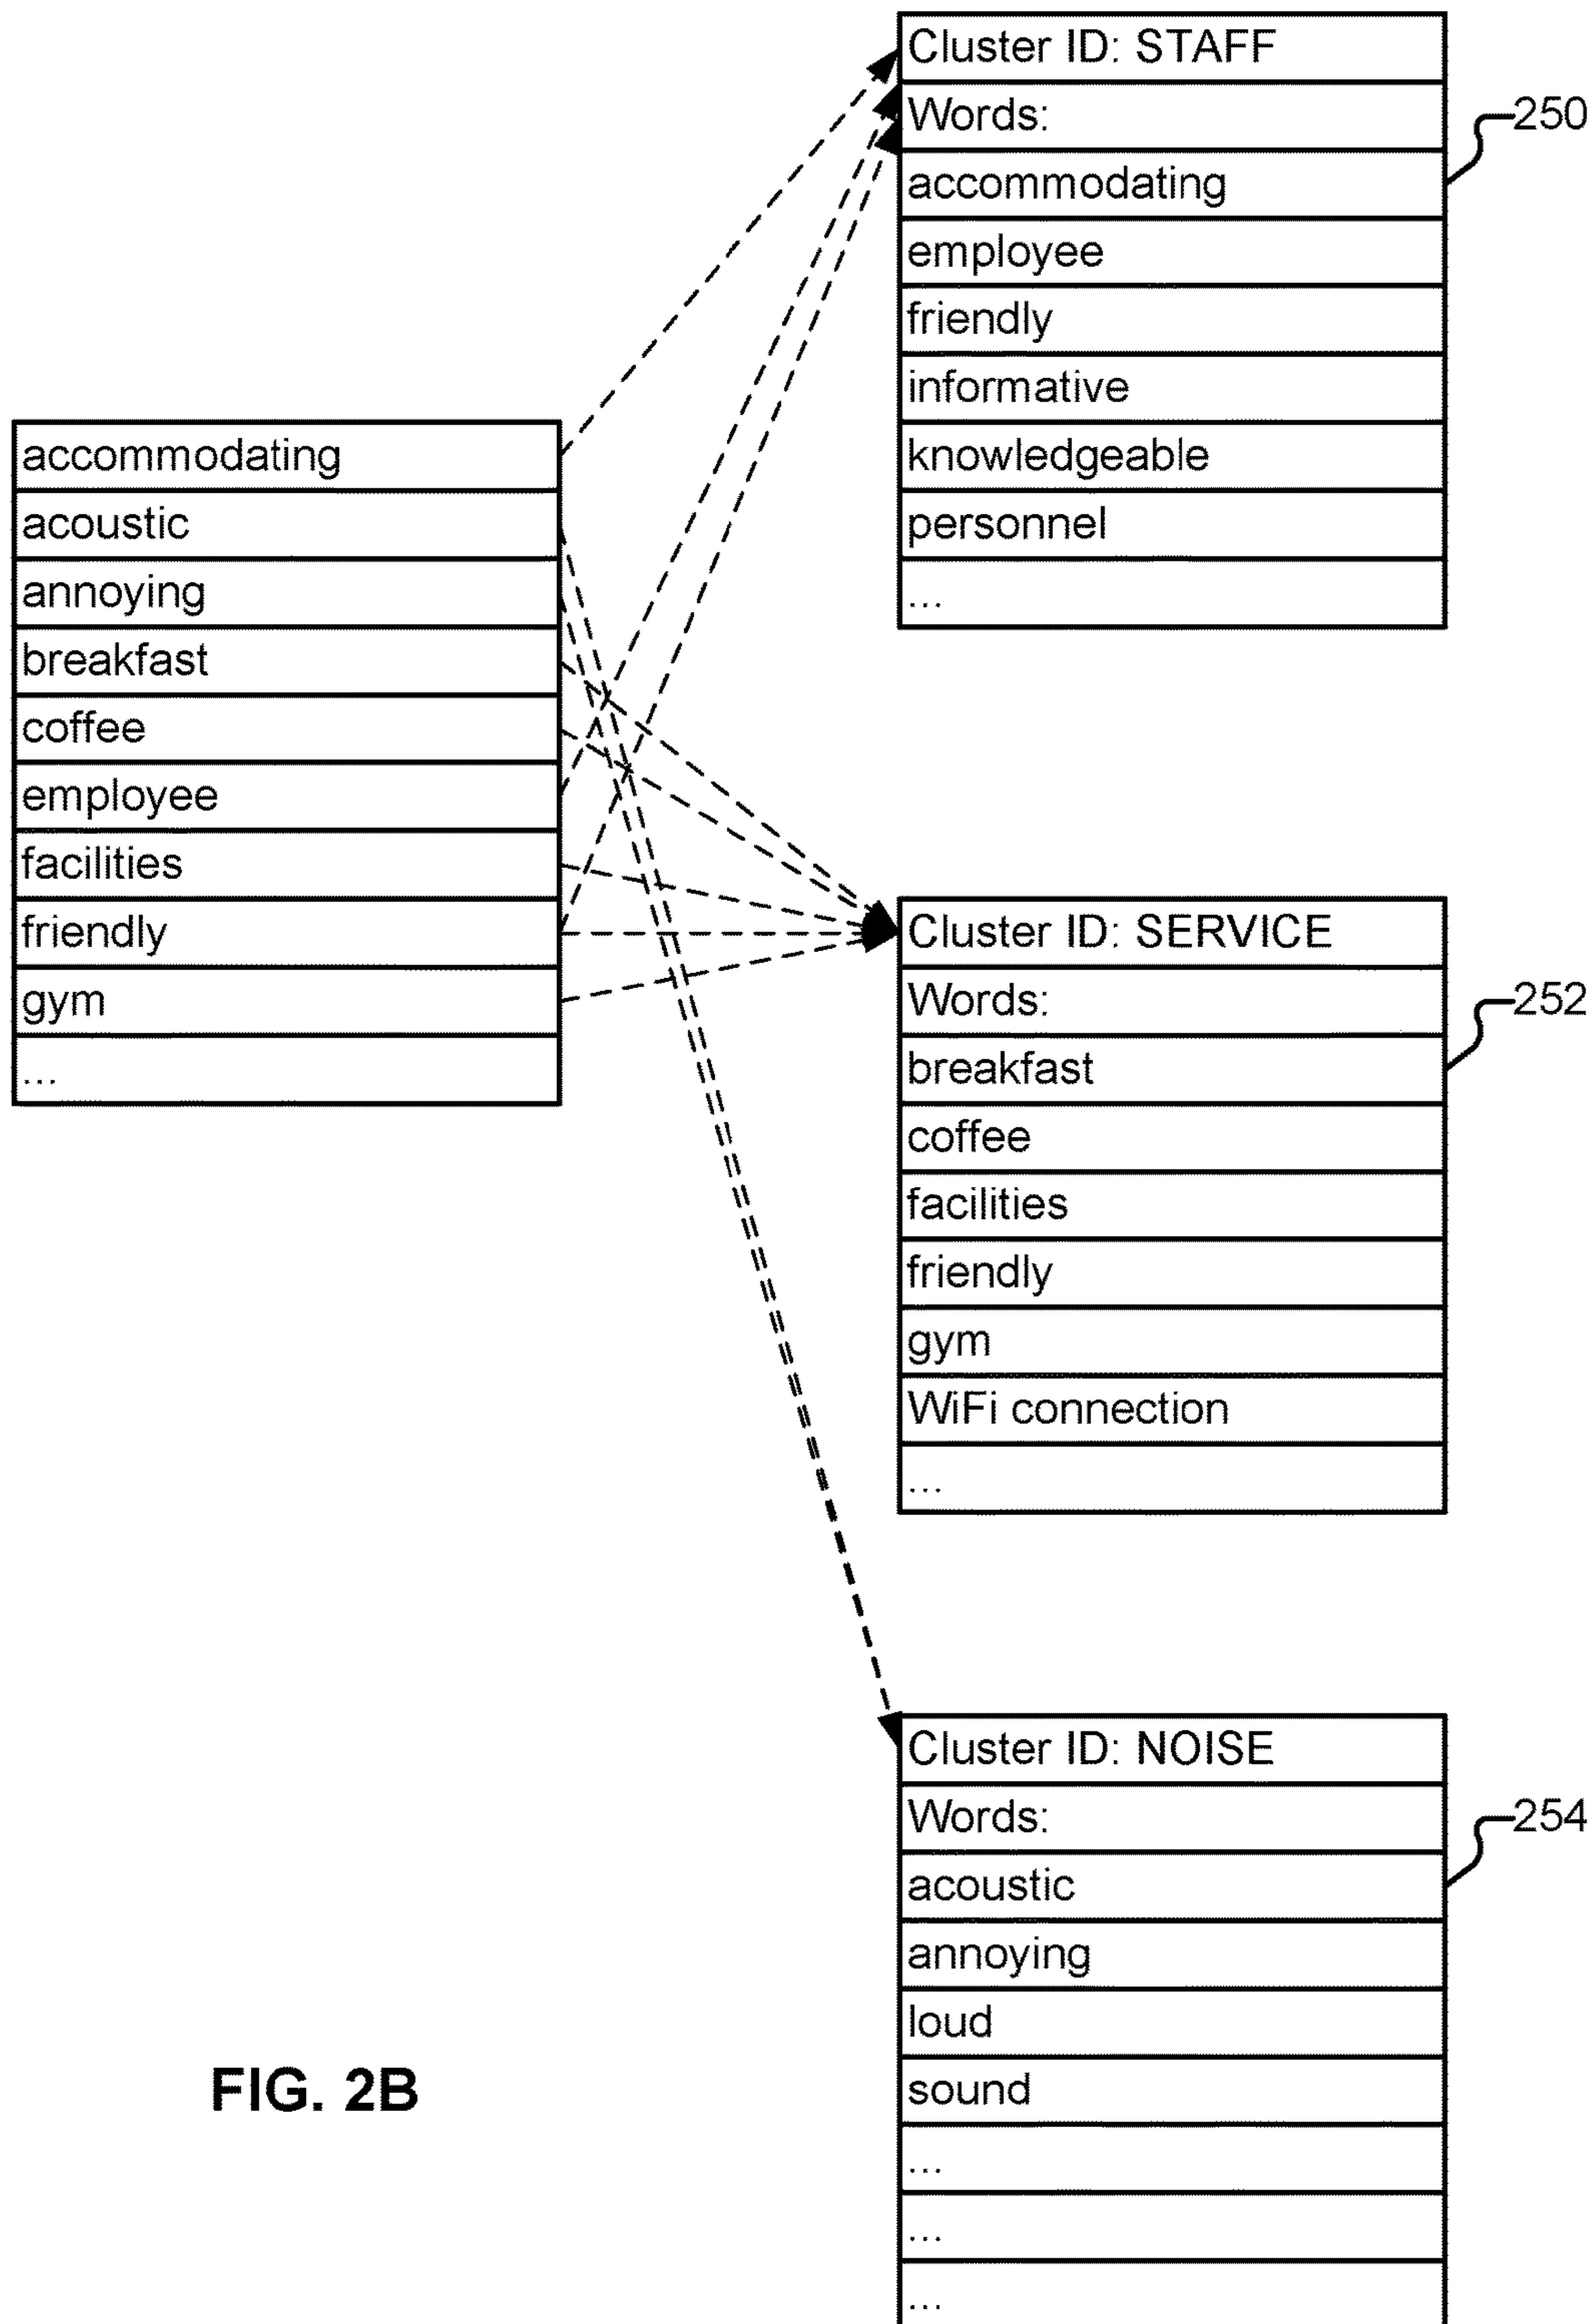 accommodating
acoustic
annoying
breakfast
coffee
employee
facilities
friendly
gym
...
Cluster ID: STAFF
Words:
accommodating
employee
friendly
informative
knowledgeable
personnel
...
250
Cluster ID: SERVICE
Words:
breakfast
coffee
facilities
friendly
gym
WiFi connection
...
252
Cluster ID: NOISE
Words:
acoustic
annoying
loud
sound
...
...
...
254
FIG. 2B